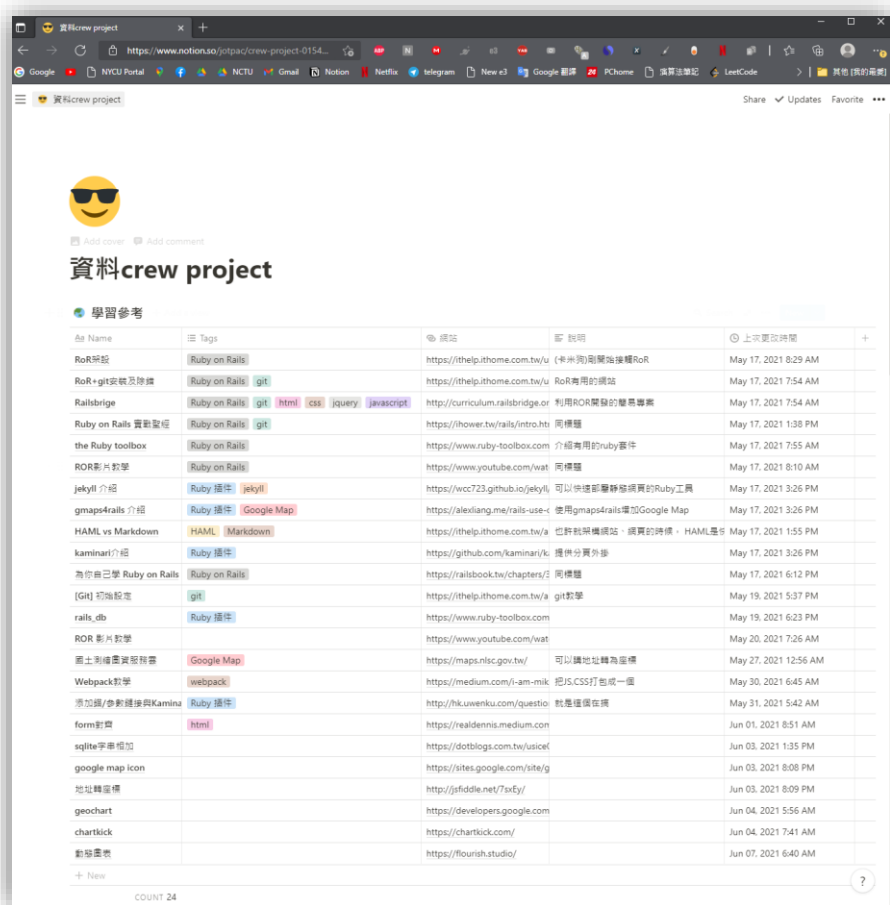 資料crew project
https://www.notion.so/jotpac/crew-project-0154...
Google NYCU Portal NCTU Gmail Notion Netflix telegram New e3 Google 翻譯 PChome 演算法筆記 LeetCode 其他 [我的最愛]
資料crew project Share Updates Favorite
Add cover Add comment
資料crew project
學習參考
Name Tags 網站 說明 上次更改時間
RoR架設 Ruby on Rails https://ithelp.ithome.com.tw/u (卡米狗)剛開始接觸RoR May 17, 2021 8:29 AM
RoR+git安裝及除錯 Ruby on Rails git https://ithelp.ithome.com.tw/u RoR有用的網站 May 17, 2021 7:54 AM
Railsbrige Ruby on Rails git html css jquery javascript http://curriculum.railsbridge.or 利用ROR開發的簡易專案 May 17, 2021 7:54 AM
Ruby on Rails 實戰聖經 Ruby on Rails git https://ihower.tw/rails/intro.ht 同標題 May 17, 2021 1:38 PM
the Ruby toolbox Ruby on Rails https://www.ruby-toolbox.com 介紹有用的ruby套件 May 17, 2021 7:55 AM
ROR影片教學 Ruby on Rails https://www.youtube.com/wat 同標題 May 17, 2021 8:10 AM
jekyll 介紹 Ruby 插件 jekyll https://wcc723.github.io/jekyll, 可以快速部屬靜態網頁的Ruby工具 May 17, 2021 3:26 PM
gmaps4rails 介紹 Ruby 插件 Google Map https://alexliang.me/rails-use- 使用gmaps4rails增加Google Map May 17, 2021 3:26 PM
HAML vs Markdown HAML Markdown https://ithelp.ithome.com.tw/a 也許就架構網站、網頁的時候， HAML是 May 17, 2021 1:55 PM
kaminari介紹 Ruby 插件 https://github.com/kaminari/k 提供分頁外掛 May 17, 2021 3:26 PM
為你自己學 Ruby on Rails Ruby on Rails https://railsbook.tw/chapters/3 同標題 May 17, 2021 6:12 PM
[Git] 初始設定 git https://ithelp.ithome.com.tw/a git教學 May 19, 2021 5:37 PM
rails_db Ruby 插件 https://www.ruby-toolbox.com May 19, 2021 6:23 PM
ROR 影片教學 https://www.youtube.com/wat May 20, 2021 7:26 AM
國土測繪圖資服務雲 Google Map https://maps.nlsc.gov.tw/ 可以講地址轉為座標 May 27, 2021 12:56 AM
Webpack教學 webpack https://medium.com/i-am-mik 把JS,CSS打包成一個 May 30, 2021 6:45 AM
添加錨/參數鏈接與Kamina Ruby 插件 http://hk.uwenku.com/questio 就是這個在搞 May 31, 2021 5:42 AM
form對齊 html https://realdennis.medium.com Jun 01, 2021 8:51 AM
sqlite字串相加 https://dotblogs.com.tw/usice Jun 03, 2021 1:35 PM
google map icon https://sites.google.com/site/g Jun 03, 2021 8:08 PM
地址轉座標 http://jsfiddle.net/7sxEy/ Jun 03, 2021 8:09 PM
geochart https://developers.google.com Jun 04, 2021 5:56 AM
chartkick https://chartkick.com/ Jun 04, 2021 7:41 AM
動態圖表 https://flourish.studio/ Jun 07, 2021 6:40 AM
+ New
COUNT 24